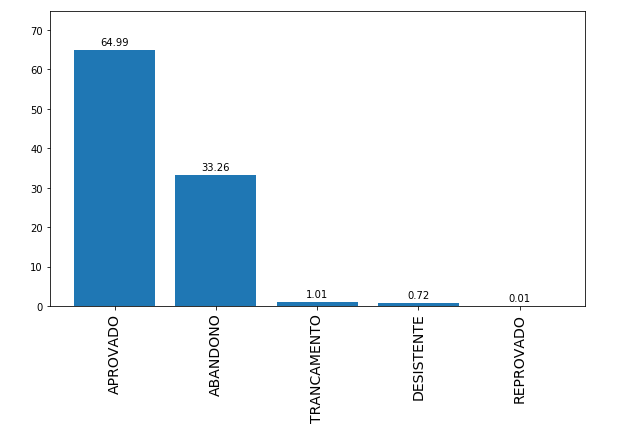 70
60
50
40
30
20
10
0
64.99
33.26
1.01
0.72
0.01
APROVADO
ABANDONO
TRANCAMENTO
DESISTENTE
REPROVADO